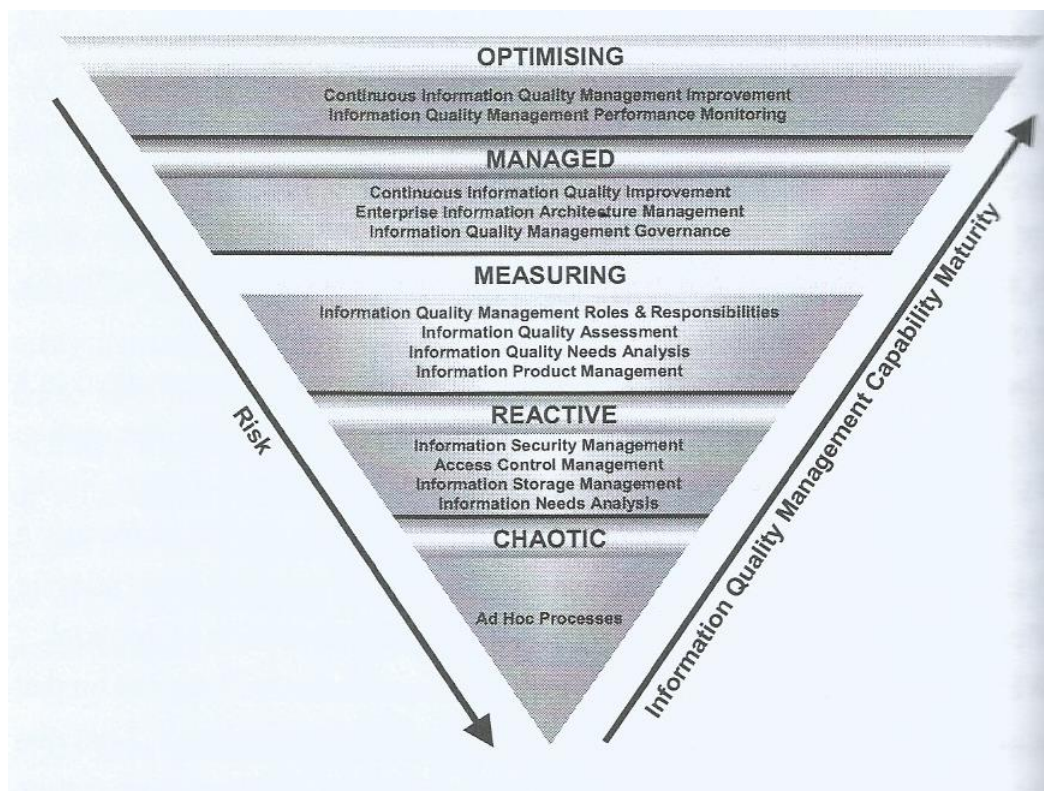 OPTIMISING
Continuous Information Quality Management Improvement
Information Quality Management Performance Monitoring
MANAGED
Continuous Information Quality Improvement
Enterprise Information Architecture Management
Information Quality Management Governance
MEASURING
Information Quality Management Roles & Responsibilities
Information Quality Assessment
Information Quality Needs Analysis
Information Product Management
REACTIVE
Information Security Management
Access Control Management
Information Storage Management
Information Needs Analysis
CHAOTIC
Ad Hoc Processes
Risk
Information Quality Management Capability Maturity